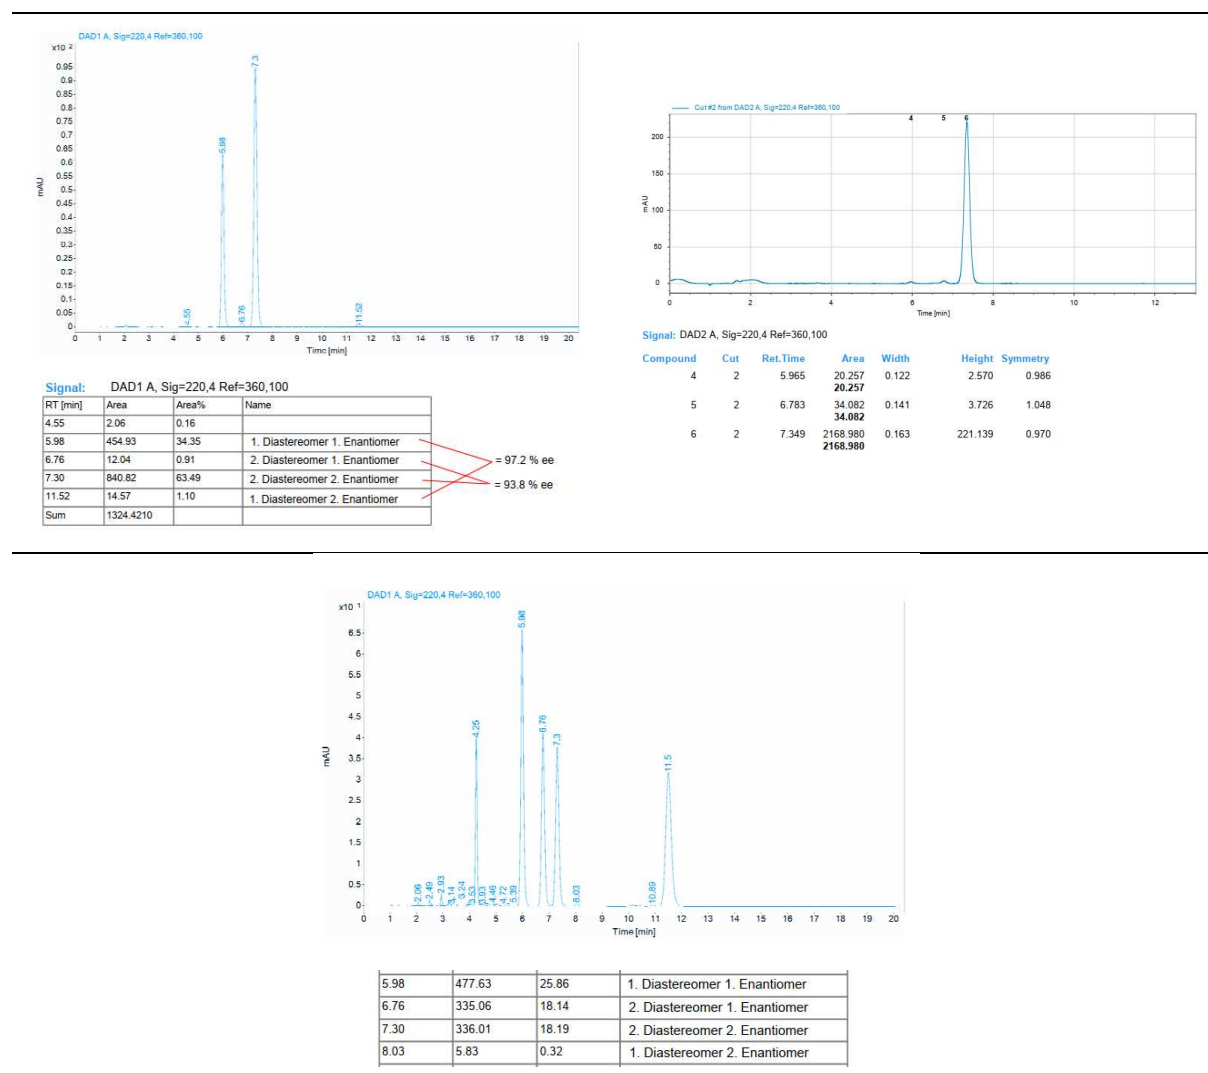 DAD1 A, Sig=220,4 Ref=360,100
x10 2
0.95
0.9
0.85
0.8
0.75
0.7
0.65
0.6
0.55
0.5
0.45
0.4
0.35
0.3
0.25
0.2
0.15
0.1
0.05
0
mAU
4.55
5.98
6.76
7.3
11.52
0 1 2 3 4 5 6 7 8 9 10 11 12 13 14 15 16 17 18 19 20
Time [min]
Signal: DAD1 A, Sig=220,4 Ref=360,100
RT [min] Area Area% Name
4.55 2.06 0.16
5.98 454.93 34.35 1. Diastereomer 1. Enantiomer
6.76 12.04 0.91 2. Diastereomer 1. Enantiomer
7.30 840.82 63.49 2. Diastereomer 2. Enantiomer
11.52 14.57 1.10 1. Diastereomer 2. Enantiomer
Sum 1324.4210
= 97.2 % ee
= 93.8 % ee
Cut #2 from DAD2 A, Sig=220,4 Ref=360,100
4 5 6
200
150
100
50
0
mAU
0 2 4 6 8 10 12
Time [min]
Signal: DAD2 A, Sig=220,4 Ref=360,100
Compound Cut Ret.Time Area Width Height Symmetry
4 2 5.965 20.257 0.122 2.570 0.986
20.257
5 2 6.783 34.082 0.141 3.726 1.048
34.082
6 2 7.349 2168.980 0.163 221.139 0.970
2168.980
DAD1 A, Sig=220,4 Ref=360,100
x10 1
6.5
6
5.5
5
4.5
4
3.5
3
2.5
2
1.5
1
0.5
0
mAU
2.06
2.49
2.93
3.14
3.24
3.53
3.93
4.25
4.46
4.72
5.39
5.98
6.76
7.3
8.03
10.89
11.5
0 1 2 3 4 5 6 7 8 9 10 11 12 13 14 15 16 17 18 19 20
Time [min]
5.98 477.63 25.86 1. Diastereomer 1. Enantiomer
6.76 335.06 18.14 2. Diastereomer 1. Enantiomer
7.30 336.01 18.19 2. Diastereomer 2. Enantiomer
8.03 5.83 0.32 1. Diastereomer 2. Enantiomer